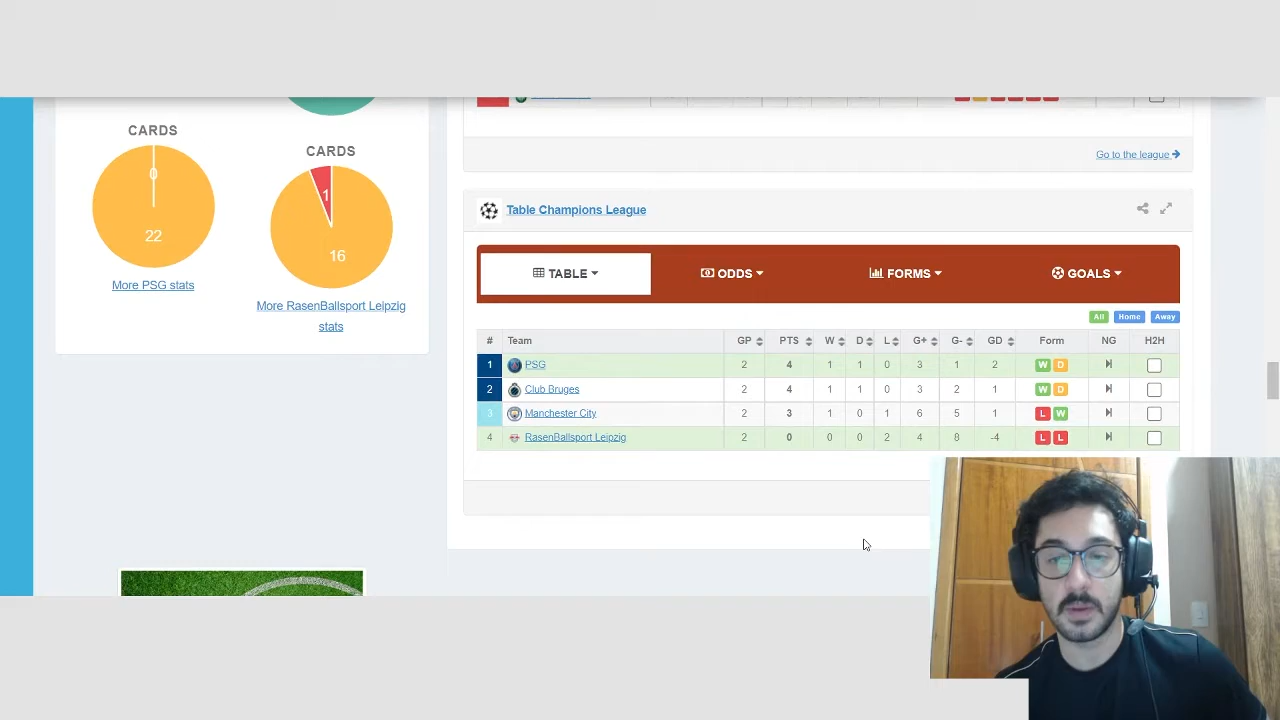 CARDS
0
22
More PSG stats
CARDS
1
16
More RasenBallsport Leipzig
stats
Go to the league
Table Champions League
TABLE ODDS FORMS GOALS
All Home Away
# Team GP PTS W D L G+ G- GD Form NG H2H
1 PSG 2 4 1 1 0 3 1 2 W D
2 Club Bruges 2 4 1 1 0 3 2 1 W D
3 Manchester City 2 3 1 0 1 6 5 1 L W
4 RasenBallsport Leipzig 2 0 0 0 2 4 8 -4 L L